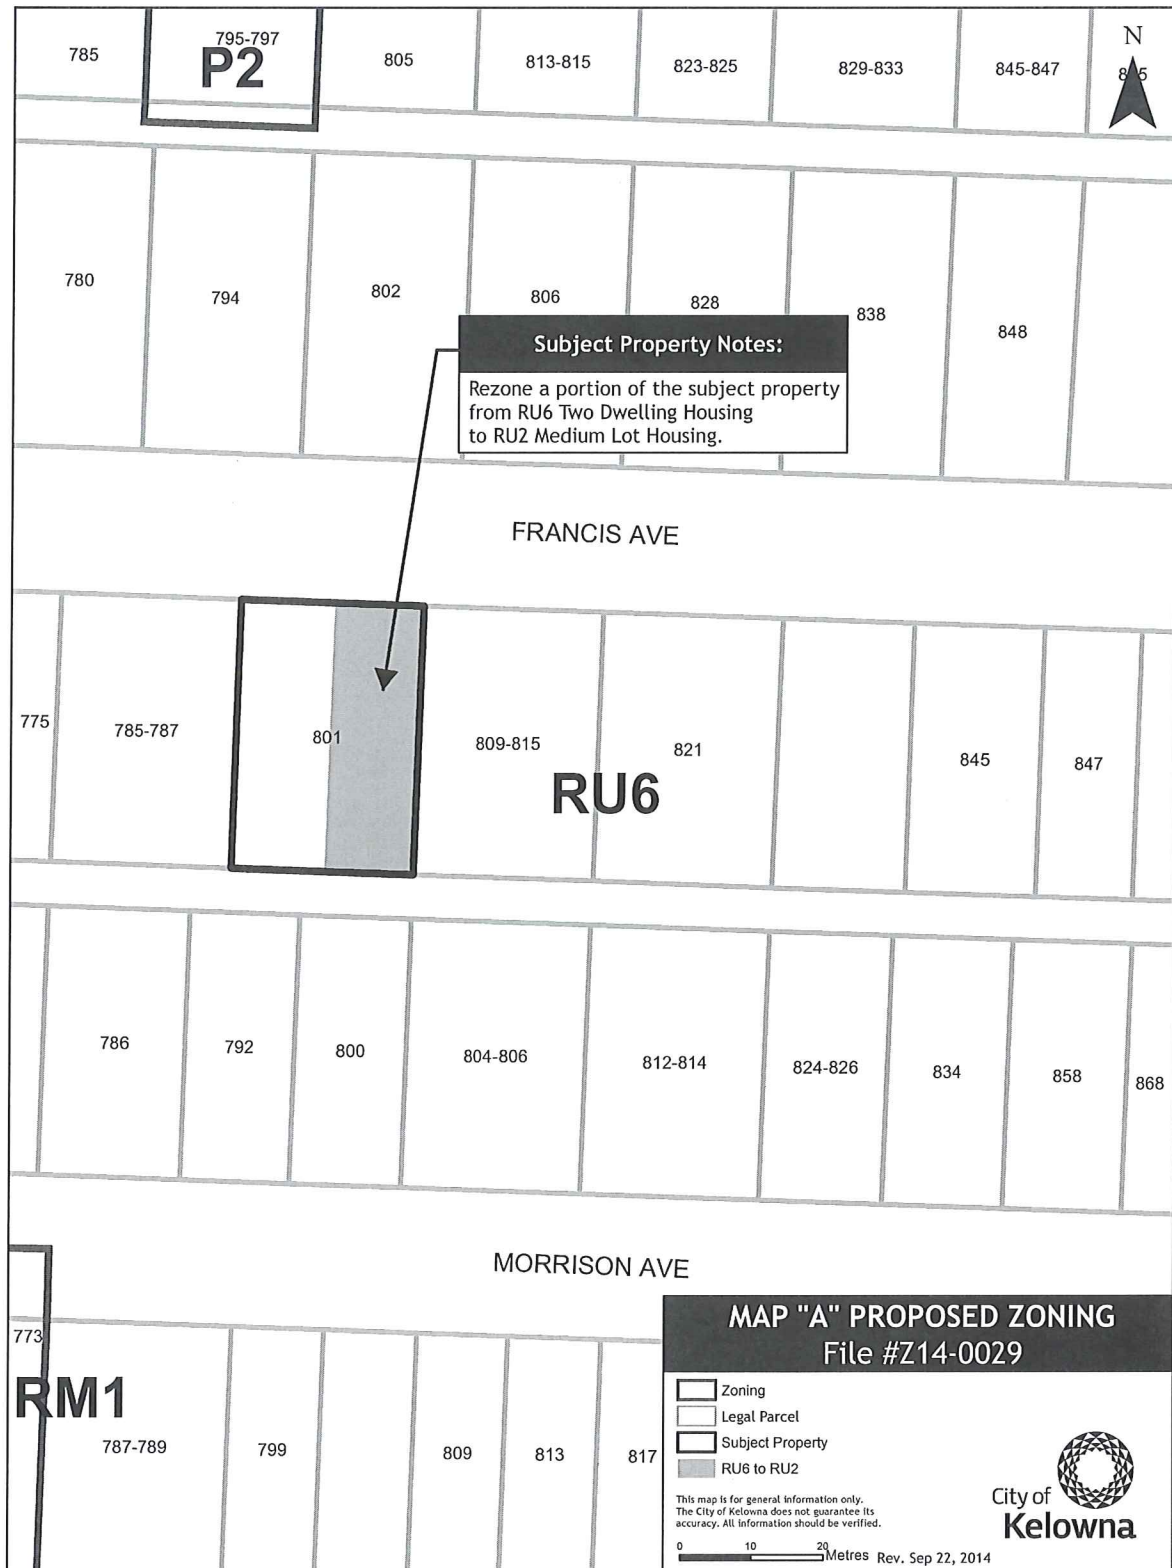 785
795-797
P2
805
813-815
823-825
829-833
845-847
N
780
794
802
806
828
838
848
Subject Property Notes:
Rezone a portion of the subject property
from RU6 Two Dwelling Housing
to RU2 Medium Lot Housing.
FRANCIS AVE
775
785-787
801
809-815
821
845
847
RU6
786
792
800
804-806
812-814
824-826
834
858
868
MORRISON AVE
773
RM1
787-789
799
809
813
817
MAP "A" PROPOSED ZONING
File #Z14-0029
Zoning
Legal Parcel
Subject Property
RU6 to RU2
This map is for general information only.
The City of Kelowna does not guarantee its
accuracy. All information should be verified.
0 10 20 Metres
Rev. Sep 22, 2014
City of
Kelowna